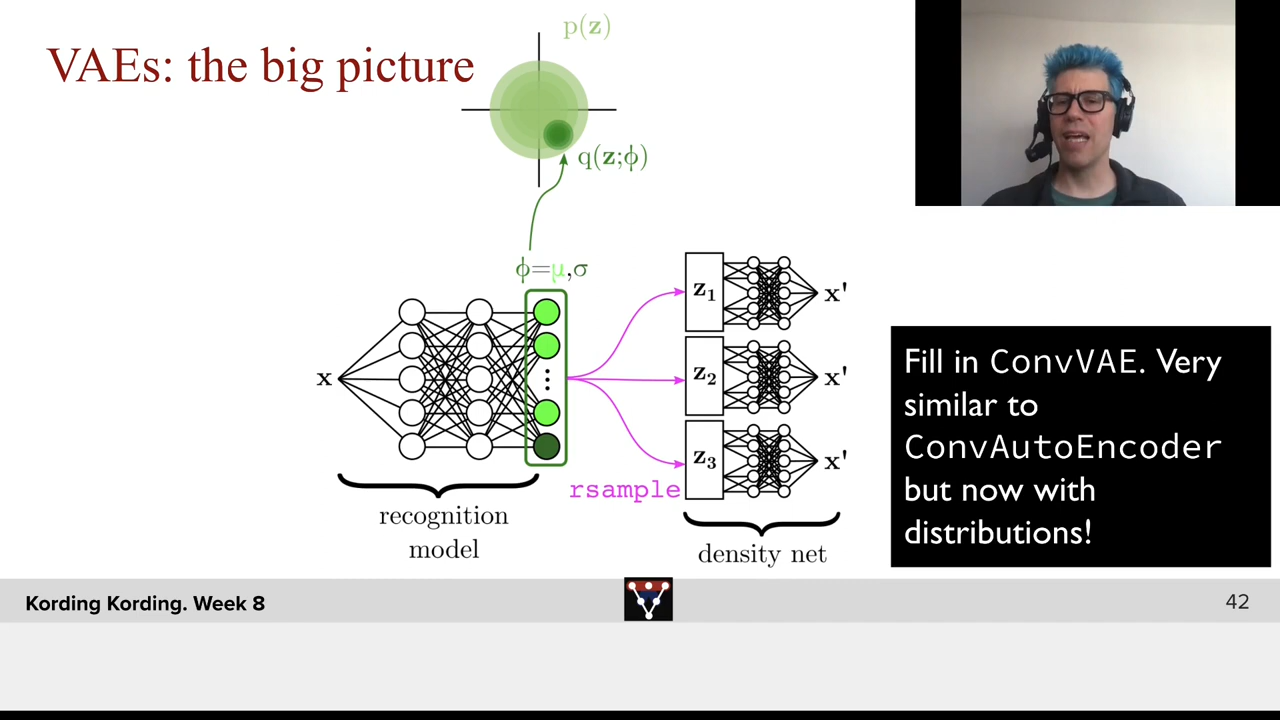 VAEs: the big picture
p(z)
q(z;ϕ)
ϕ=μ,σ
x
z1
x'
z2
x'
z3
x'
rsample
recognition
model
density net
Fill in ConvVAE. Very
similar to
ConvAutoEncoder
but now with
distributions!
Kording Kording. Week 8
42